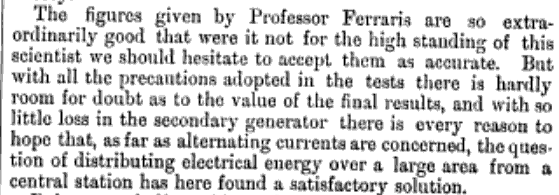 The figures given by Professor Ferraris are so extra-
ordinarily good that were it not for the high standing of this
scientist we should hesitate to accept them as accurate. But
with all the precautions adopted in the tests there is hardly
room for doubt as to the value of the final results, and with so
little loss in the secondary generator there is every reason to
hope that, as far as alternating currents are concerned, the ques-
tion of distributing electrical energy over a large area from a
central station has here found a satisfactory solution.